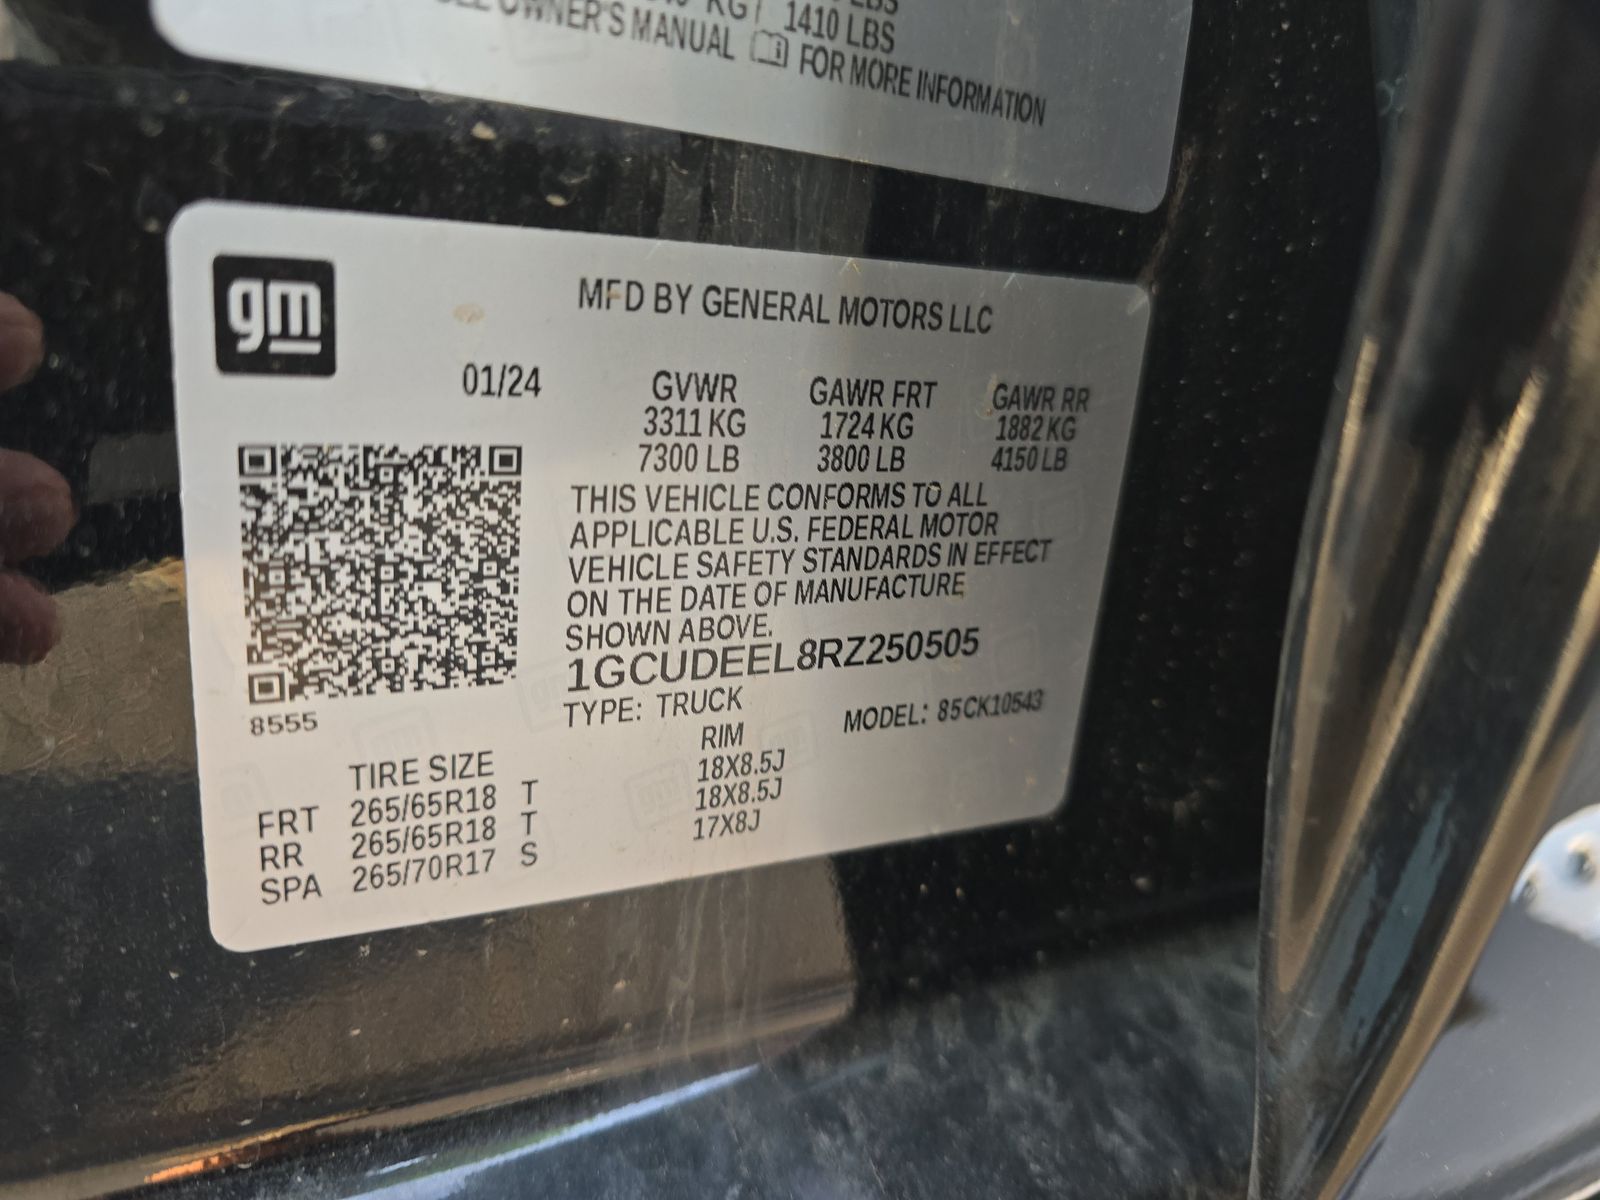 KG/ 1410 LBS
OWNER'S MANUAL FOR MORE INFORMATION
gm
MFD BY GENERAL MOTORS LLC
01/24 GVWR GAWR FRT GAWR RR
3311 KG 1724 KG 1882 KG
7300 LB 3800 LB 4150 LB
THIS VEHICLE CONFORMS TO ALL
APPLICABLE U.S. FEDERAL MOTOR
VEHICLE SAFETY STANDARDS IN EFFECT
ON THE DATE OF MANUFACTURE
SHOWN ABOVE.
1GCUDEEL8RZ250505
8555
TYPE: TRUCK MODEL: 85CK10543
TIRE SIZE RIM
FRT 265/65R18 T 18X8.5J
RR 265/65R18 T 18X8.5J
SPA 265/70R17 S 17X8J